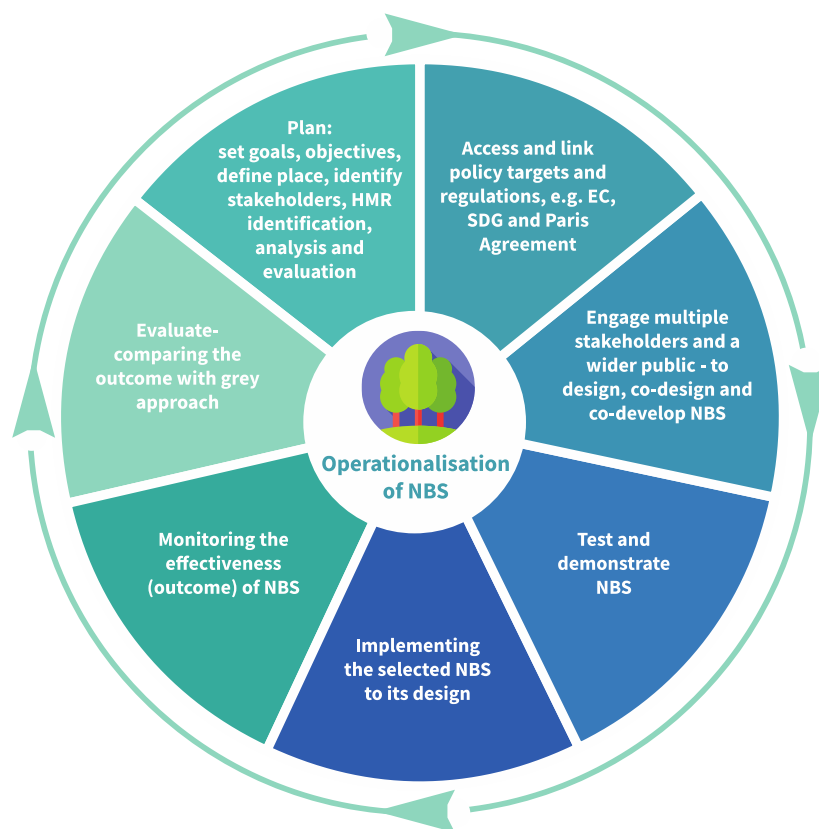 Plan:
set goals, objectives,
define place, identify
stakeholders, HMR
identification,
analysis and
evaluation
Access and link
policy targets and
regulations, e.g. EC,
SDG and Paris
Agreement
Engage multiple
stakeholders and a
wider public - to
design, co-design and
co-develop NBS
Test and
demonstrate
NBS
Implementing
the selected NBS
to its design
Monitoring the
effectiveness
(outcome) of NBS
Evaluate-
comparing the
outcome with grey
approach
Operationalisation
of NBS